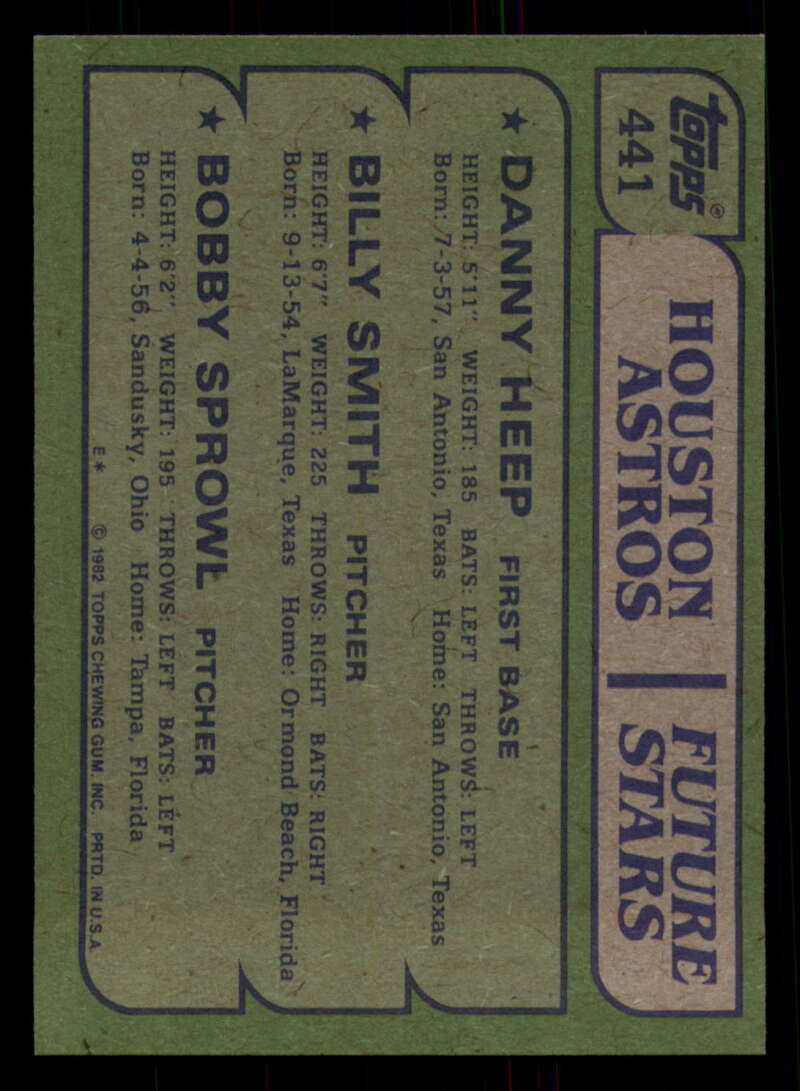 topps®
441
HOUSTON
ASTROS
FUTURE
STARS
★ DANNY HEEP FIRST BASE
HEIGHT: 5'11" WEIGHT: 185 BATS: LEFT THROWS: LEFT
Born: 7-3-57, San Antonio, Texas Home: San Antonio, Texas
★ BILLY SMITH PITCHER
HEIGHT: 6'7" WEIGHT: 225 THROWS: RIGHT BATS: RIGHT
Born: 9-13-54, LaMarque, Texas Home: Ormond Beach, Florida
★ BOBBY SPROWL PITCHER
HEIGHT: 6'2" WEIGHT: 195 THROWS: LEFT BATS: LEFT
Born: 4-4-56, Sandusky, Ohio Home: Tampa, Florida
E* © 1982 TOPPS CHEWING GUM, INC. PRTD. IN U.S.A.